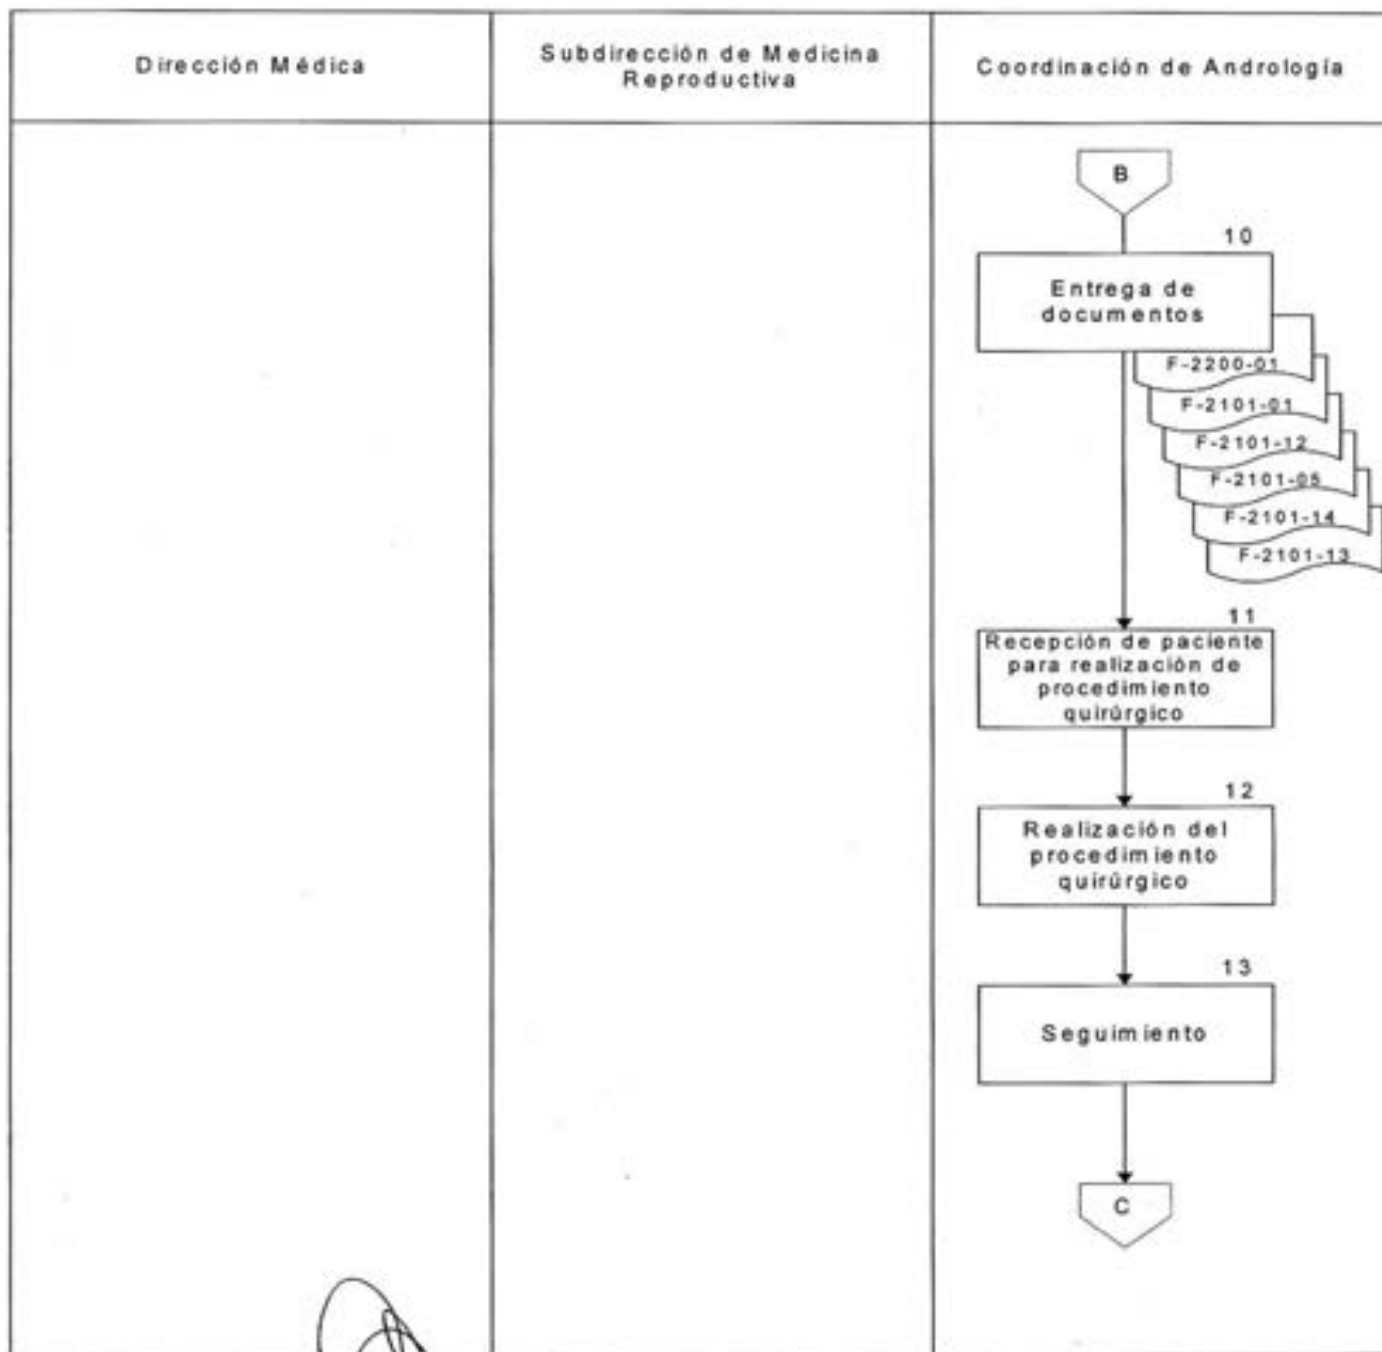 Dirección Médica
Subdirección de Medicina
Reproductiva
Coordinación de Andrología
B
10
Entrega de
documentos
F-2200-01
F-2101-01
F-2101-12
F-2101-05
F-2101-14
F-2101-13
11
Recepción de paciente
para realización de
procedimiento
quirúrgico
12
Realización del
procedimiento
quirúrgico
13
Seguimiento
C